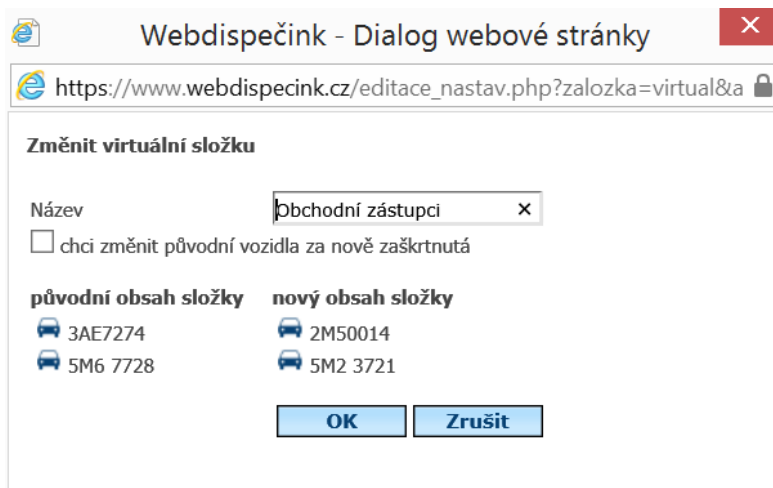 Webdispečink - Dialog webové stránky
https://www.webdispecink.cz/editace_nastav.php?zalozka=virtual&a
Změnit virtuální složku
Název Obchodní zástupci ×
chci změnit původní vozidla za nově zaškrtnutá
původní obsah složky nový obsah složky
3AE7274 2M50014
5M6 7728 5M2 3721
OK Zrušit